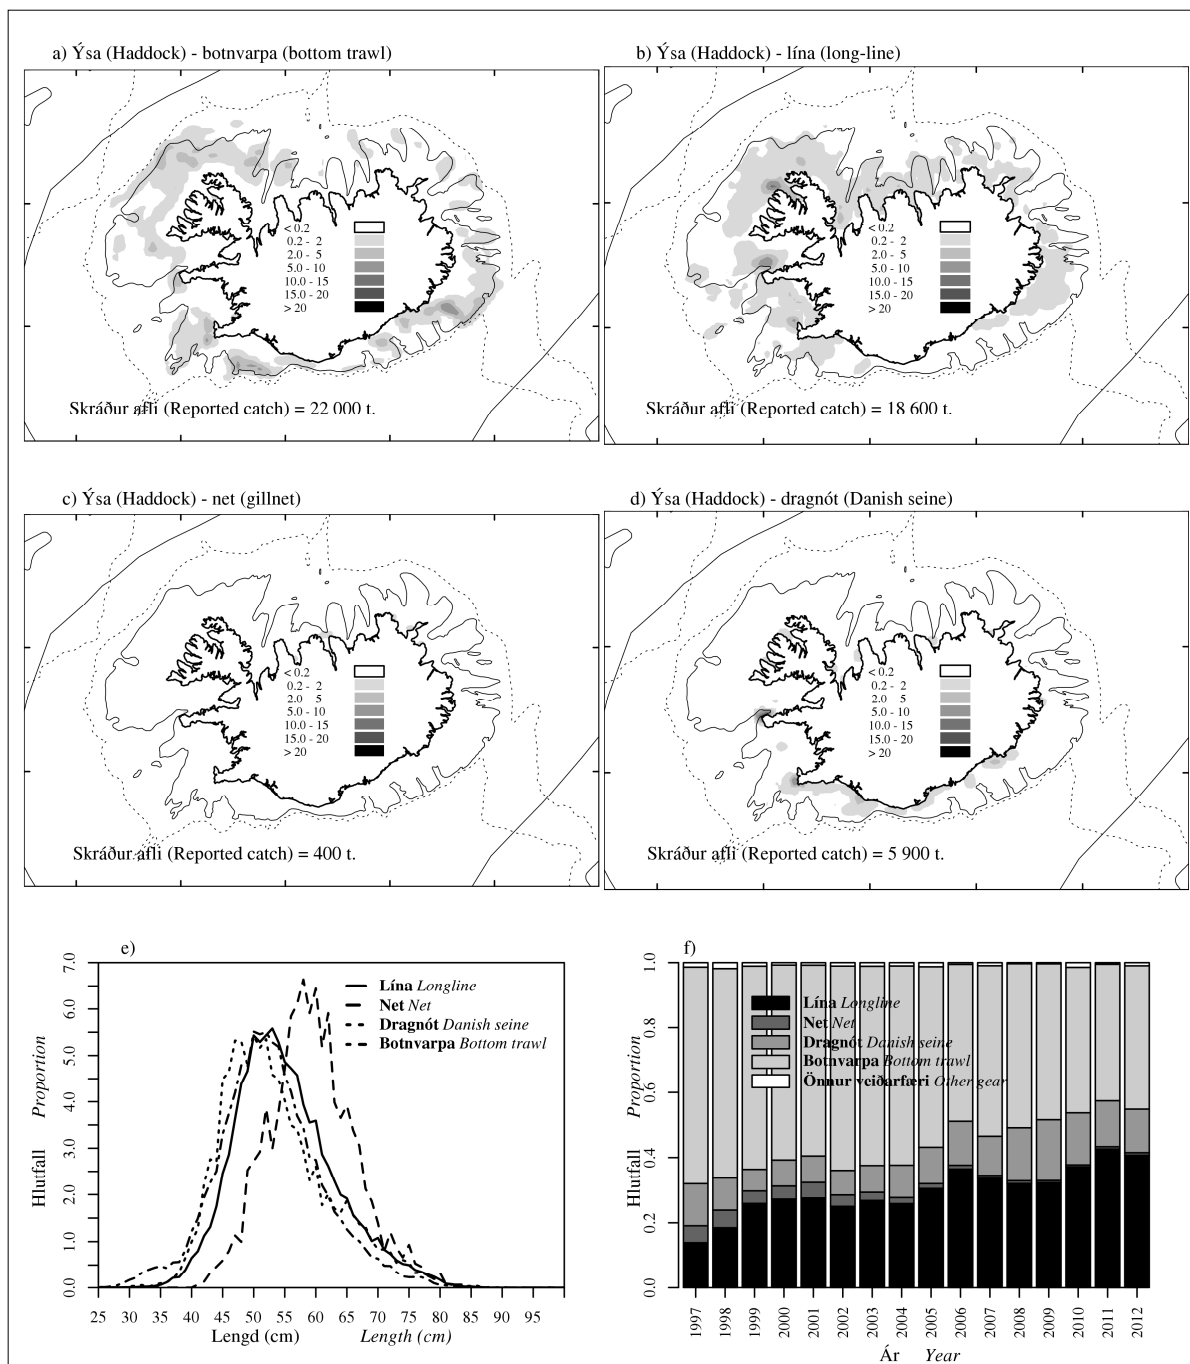 a) Ýsa (Haddock) - botnvarpa (bottom trawl)
< 0.2
0.2 - 2
2.0 - 5
5.0 - 10
10.0 - 15
15.0 - 20
> 20
Skráður afli (Reported catch) = 22 000 t.
b) Ýsa (Haddock) - lína (long-line)
< 0.2
0.2 - 2
2.0 - 5
5.0 - 10
10.0 - 15
15.0 - 20
> 20
Skráður afli (Reported catch) = 18 600 t.
c) Ýsa (Haddock) - net (gillnet)
< 0.2
0.2 - 2
2.0 5
5.0 - 10
10.0 - 15
15.0 - 20
> 20
Skráður afli (Reported catch) = 400 t.
d) Ýsa (Haddock) - dragnót (Danish seine)
< 0.2
0.2 - 2
2.0 5
5.0 - 10
10.0 - 15
15.0 - 20
> 20
Skráður afli (Reported catch) = 5 900 t.
e)
Hlutfall Proportion
0.0 1.0 2.0 3.0 4.0 5.0 6.0 7.0
Lína Longline
Net Net
Dragnót Danish seine
Botnvarpa Bottom trawl
25 30 35 40 45 50 55 60 65 70 75 80 85 90 95
Lengd (cm) Length (cm)
f)
Hlutfall Proportion
0.0 0.2 0.4 0.6 0.8 1.0
Lína Longline
Net Net
Dragnót Danish seine
Botnvarpa Bottom trawl
Önnur veiðarfæri Other gear
1997 1998 1999 2000 2001 2002 2003 2004 2005 2006 2007 2008 2009 2010 2011 2012
Ár Year